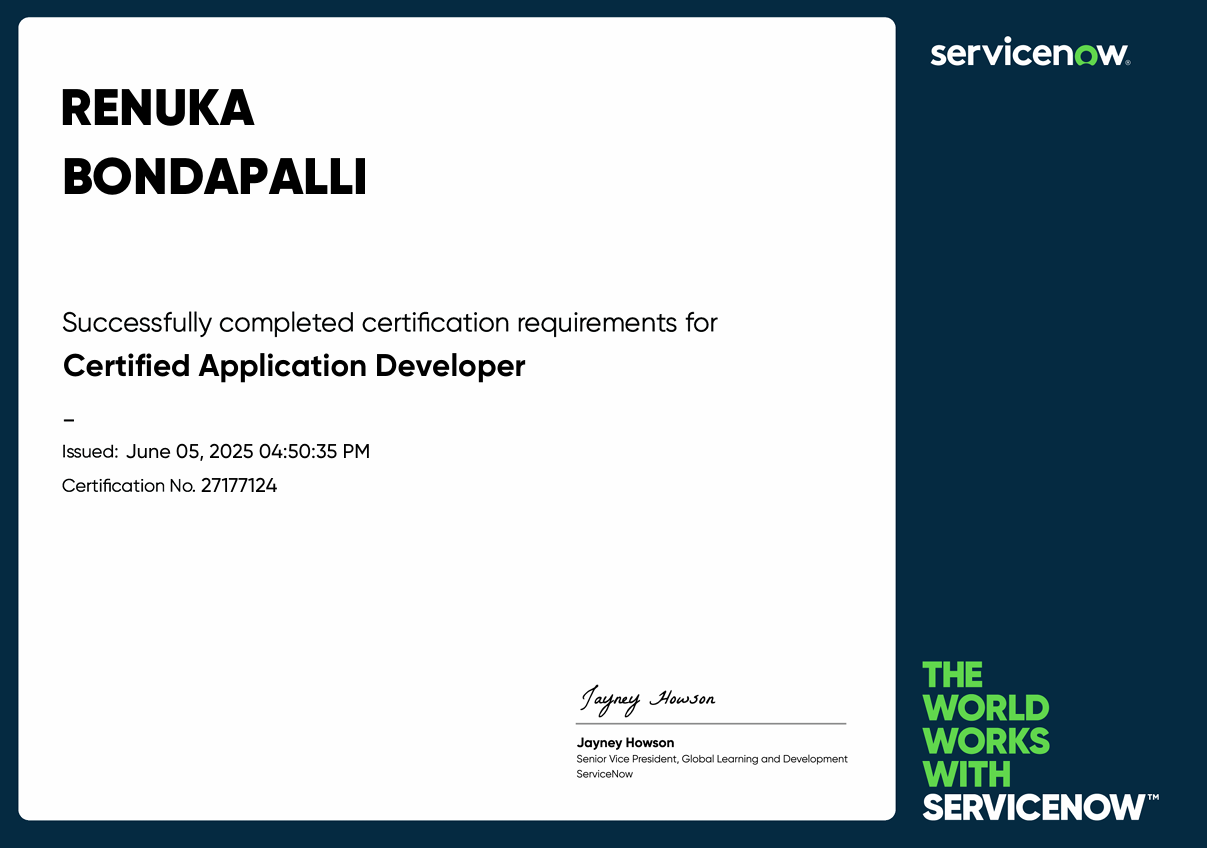 RENUKA
BONDAPALLI
Successfully completed certification requirements for
Certified Application Developer
–
Issued: June 05, 2025 04:50:35 PM
Certification No. 27177124
Jayney Howson
Jayney Howson
Senior Vice President, Global Learning and Development
ServiceNow
servicenow®
THE
WORLD
WORKS
WITH
SERVICENOW™